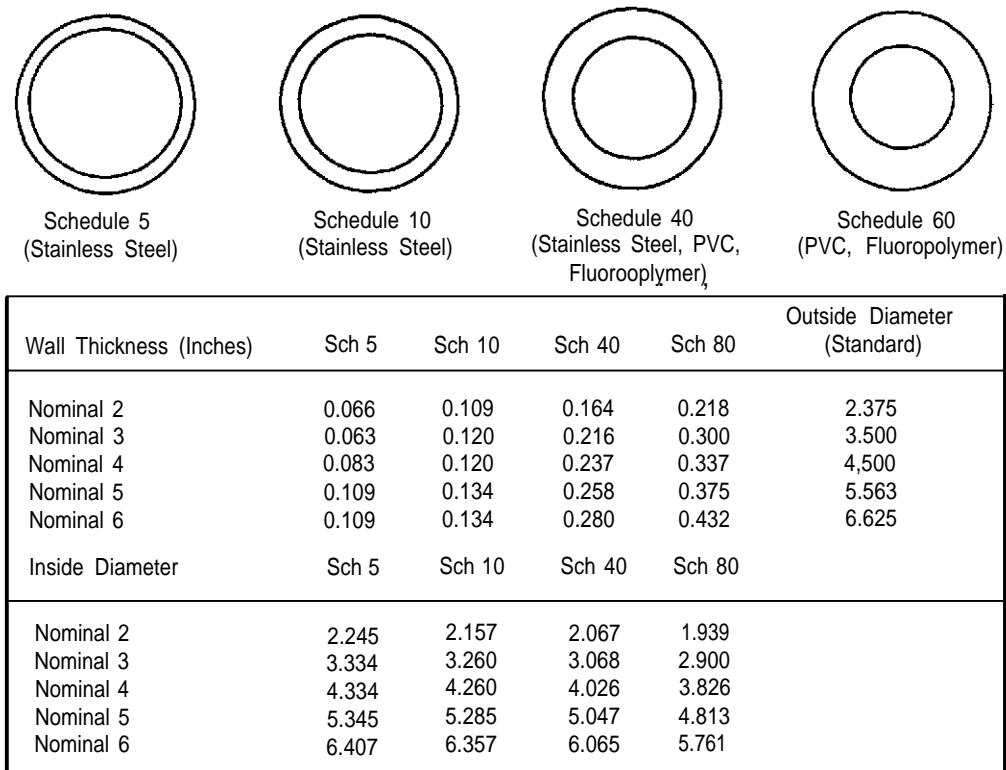 Schedule 5
(Stainless Steel)
Schedule 10
(Stainless Steel)
Schedule 40
(Stainless Steel, PVC,
Fluorooplymer),
Schedule 60
(PVC, Fluoropolymer)
Wall Thickness (Inches) Sch 5 Sch 10 Sch 40 Sch 80 Outside Diameter (Standard)
Nominal 2 0.066 0.109 0.164 0.218 2.375
Nominal 3 0.063 0.120 0.216 0.300 3.500
Nominal 4 0.083 0.120 0.237 0.337 4,500
Nominal 5 0.109 0.134 0.258 0.375 5.563
Nominal 6 0.109 0.134 0.280 0.432 6.625
Inside Diameter Sch 5 Sch 10 Sch 40 Sch 80
Nominal 2 2.245 2.157 2.067 1.939
Nominal 3 3.334 3.260 3.068 2.900
Nominal 4 4.334 4.260 4.026 3.826
Nominal 5 5.345 5.285 5.047 4.813
Nominal 6 6.407 6.357 6.065 5.761